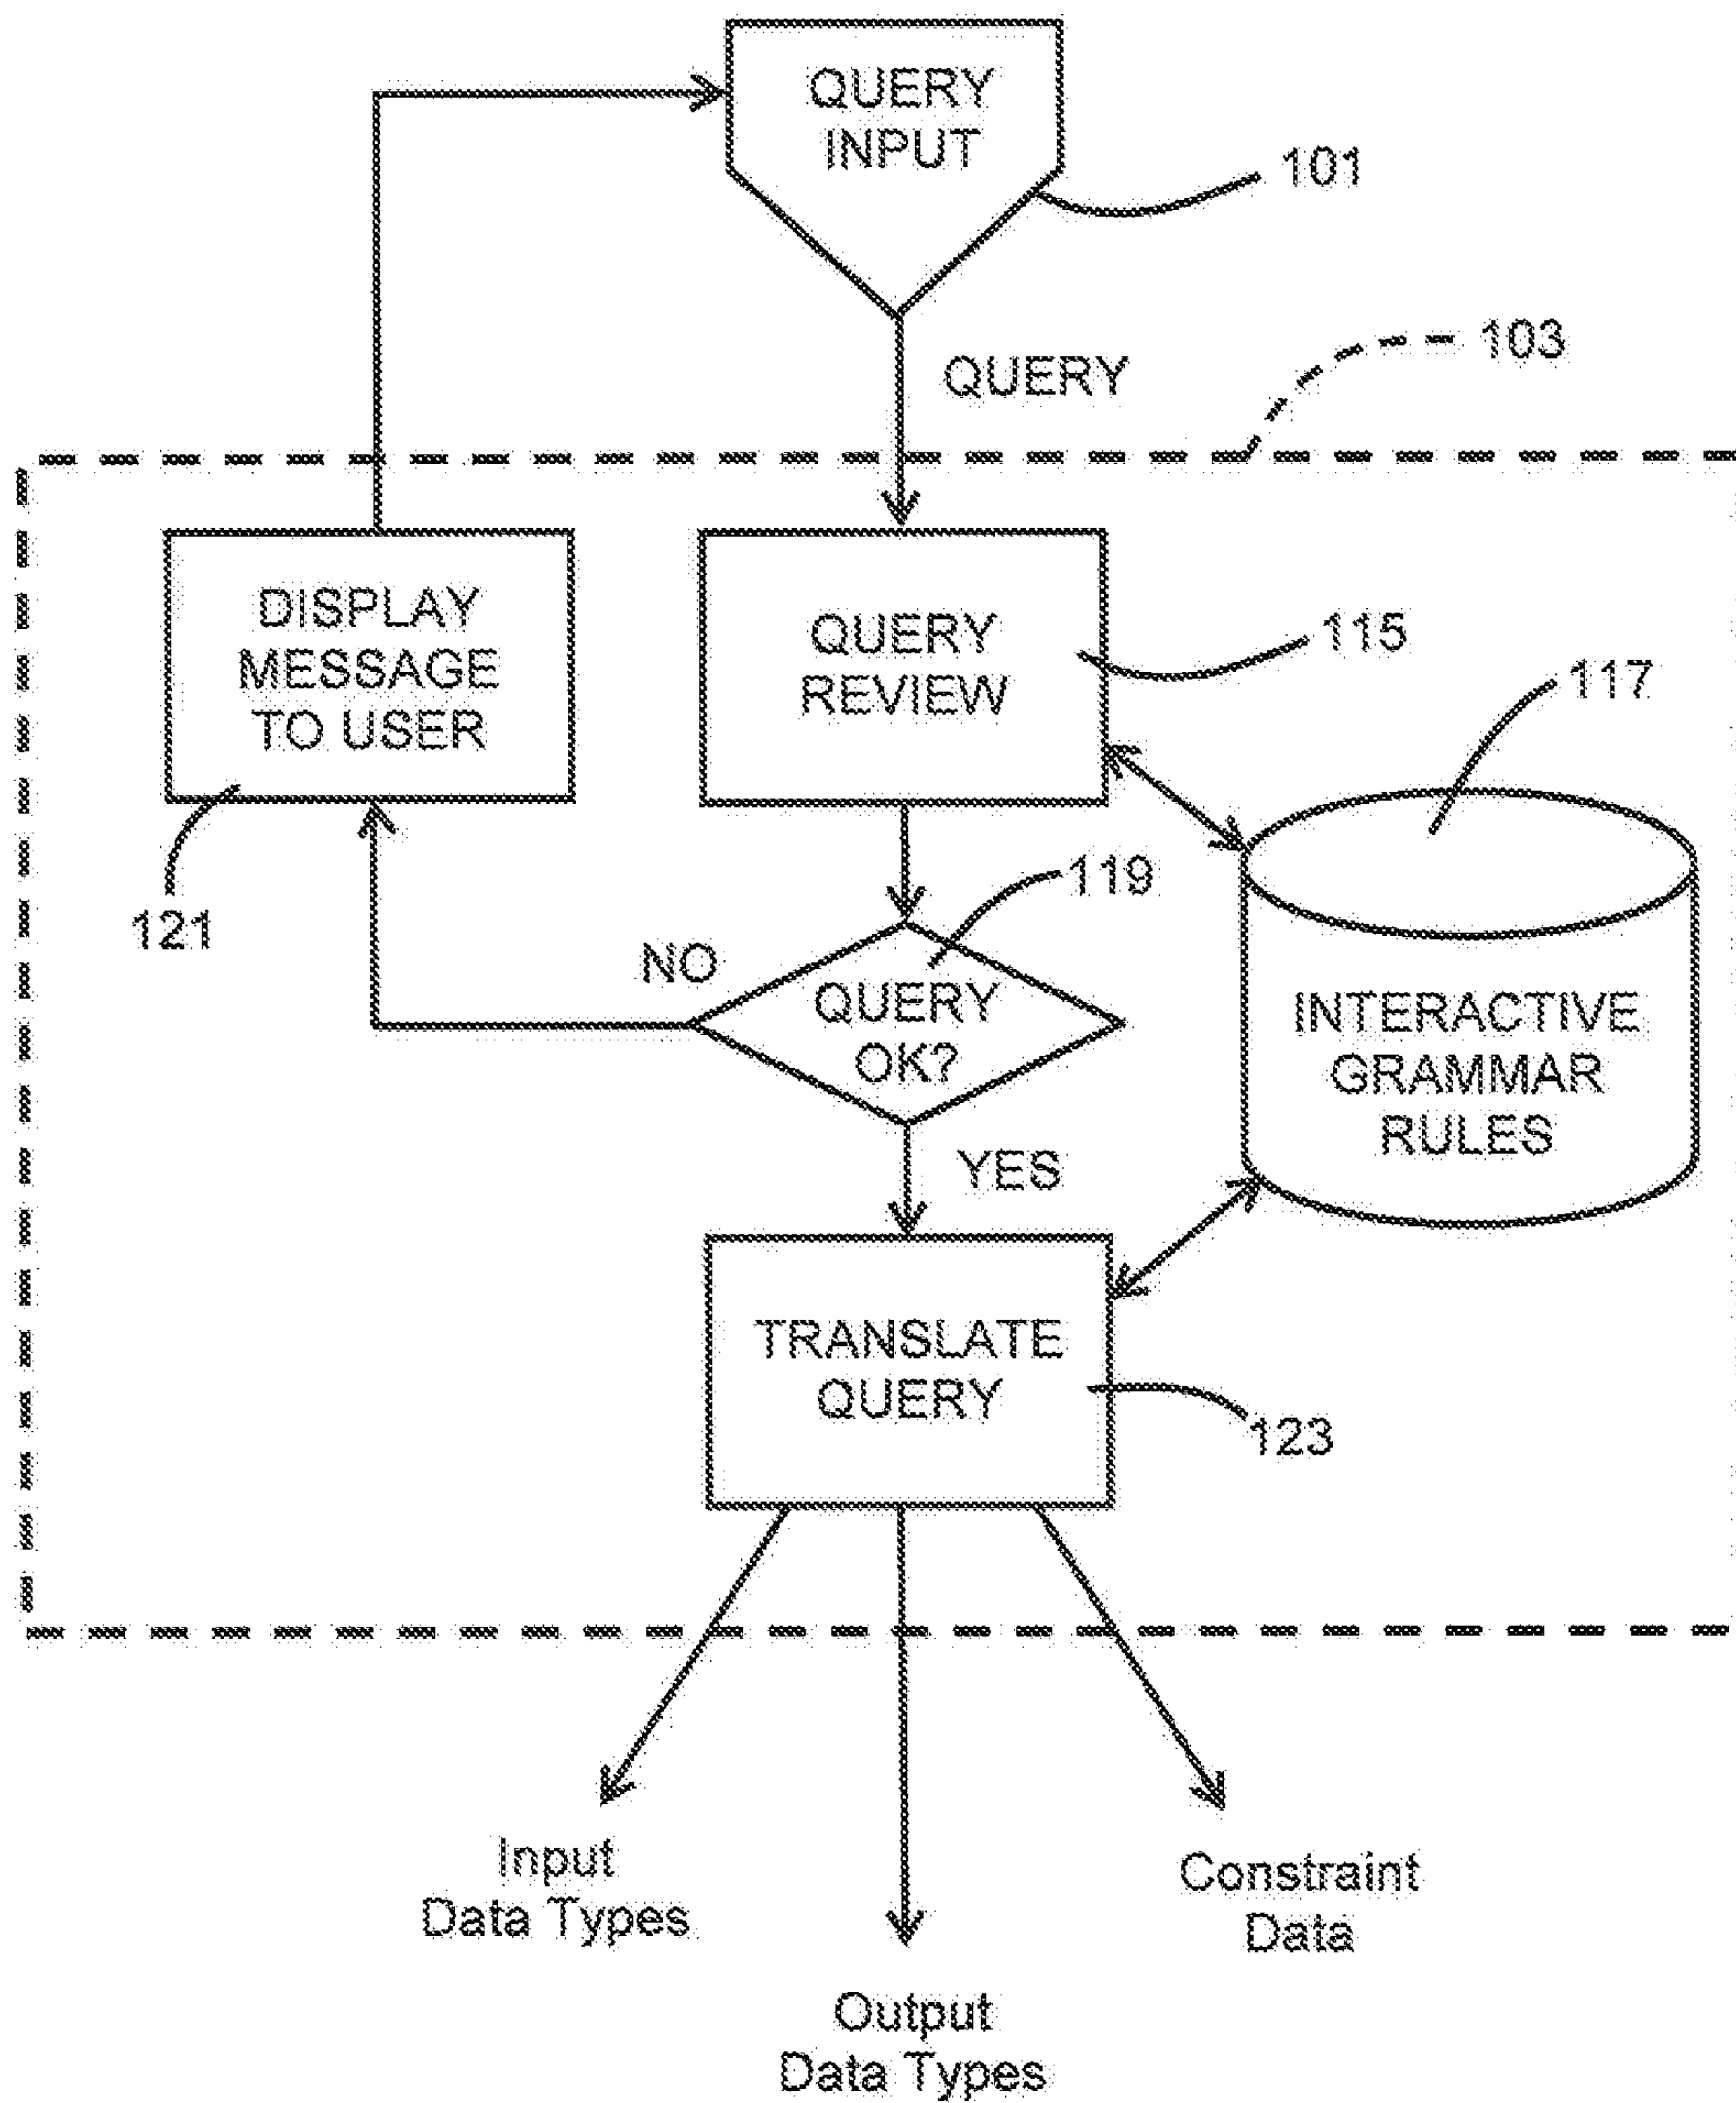 QUERY
INPUT
101
103
QUERY
DISPLAY
MESSAGE
TO USER
QUERY
REVIEW
115
117
119
121
NO
QUERY
OK?
INTERACTIVE
GRAMMAR
RULES
YES
TRANSLATE
QUERY
123
Input
Data Types
Constraint
Data
Output
Data Types